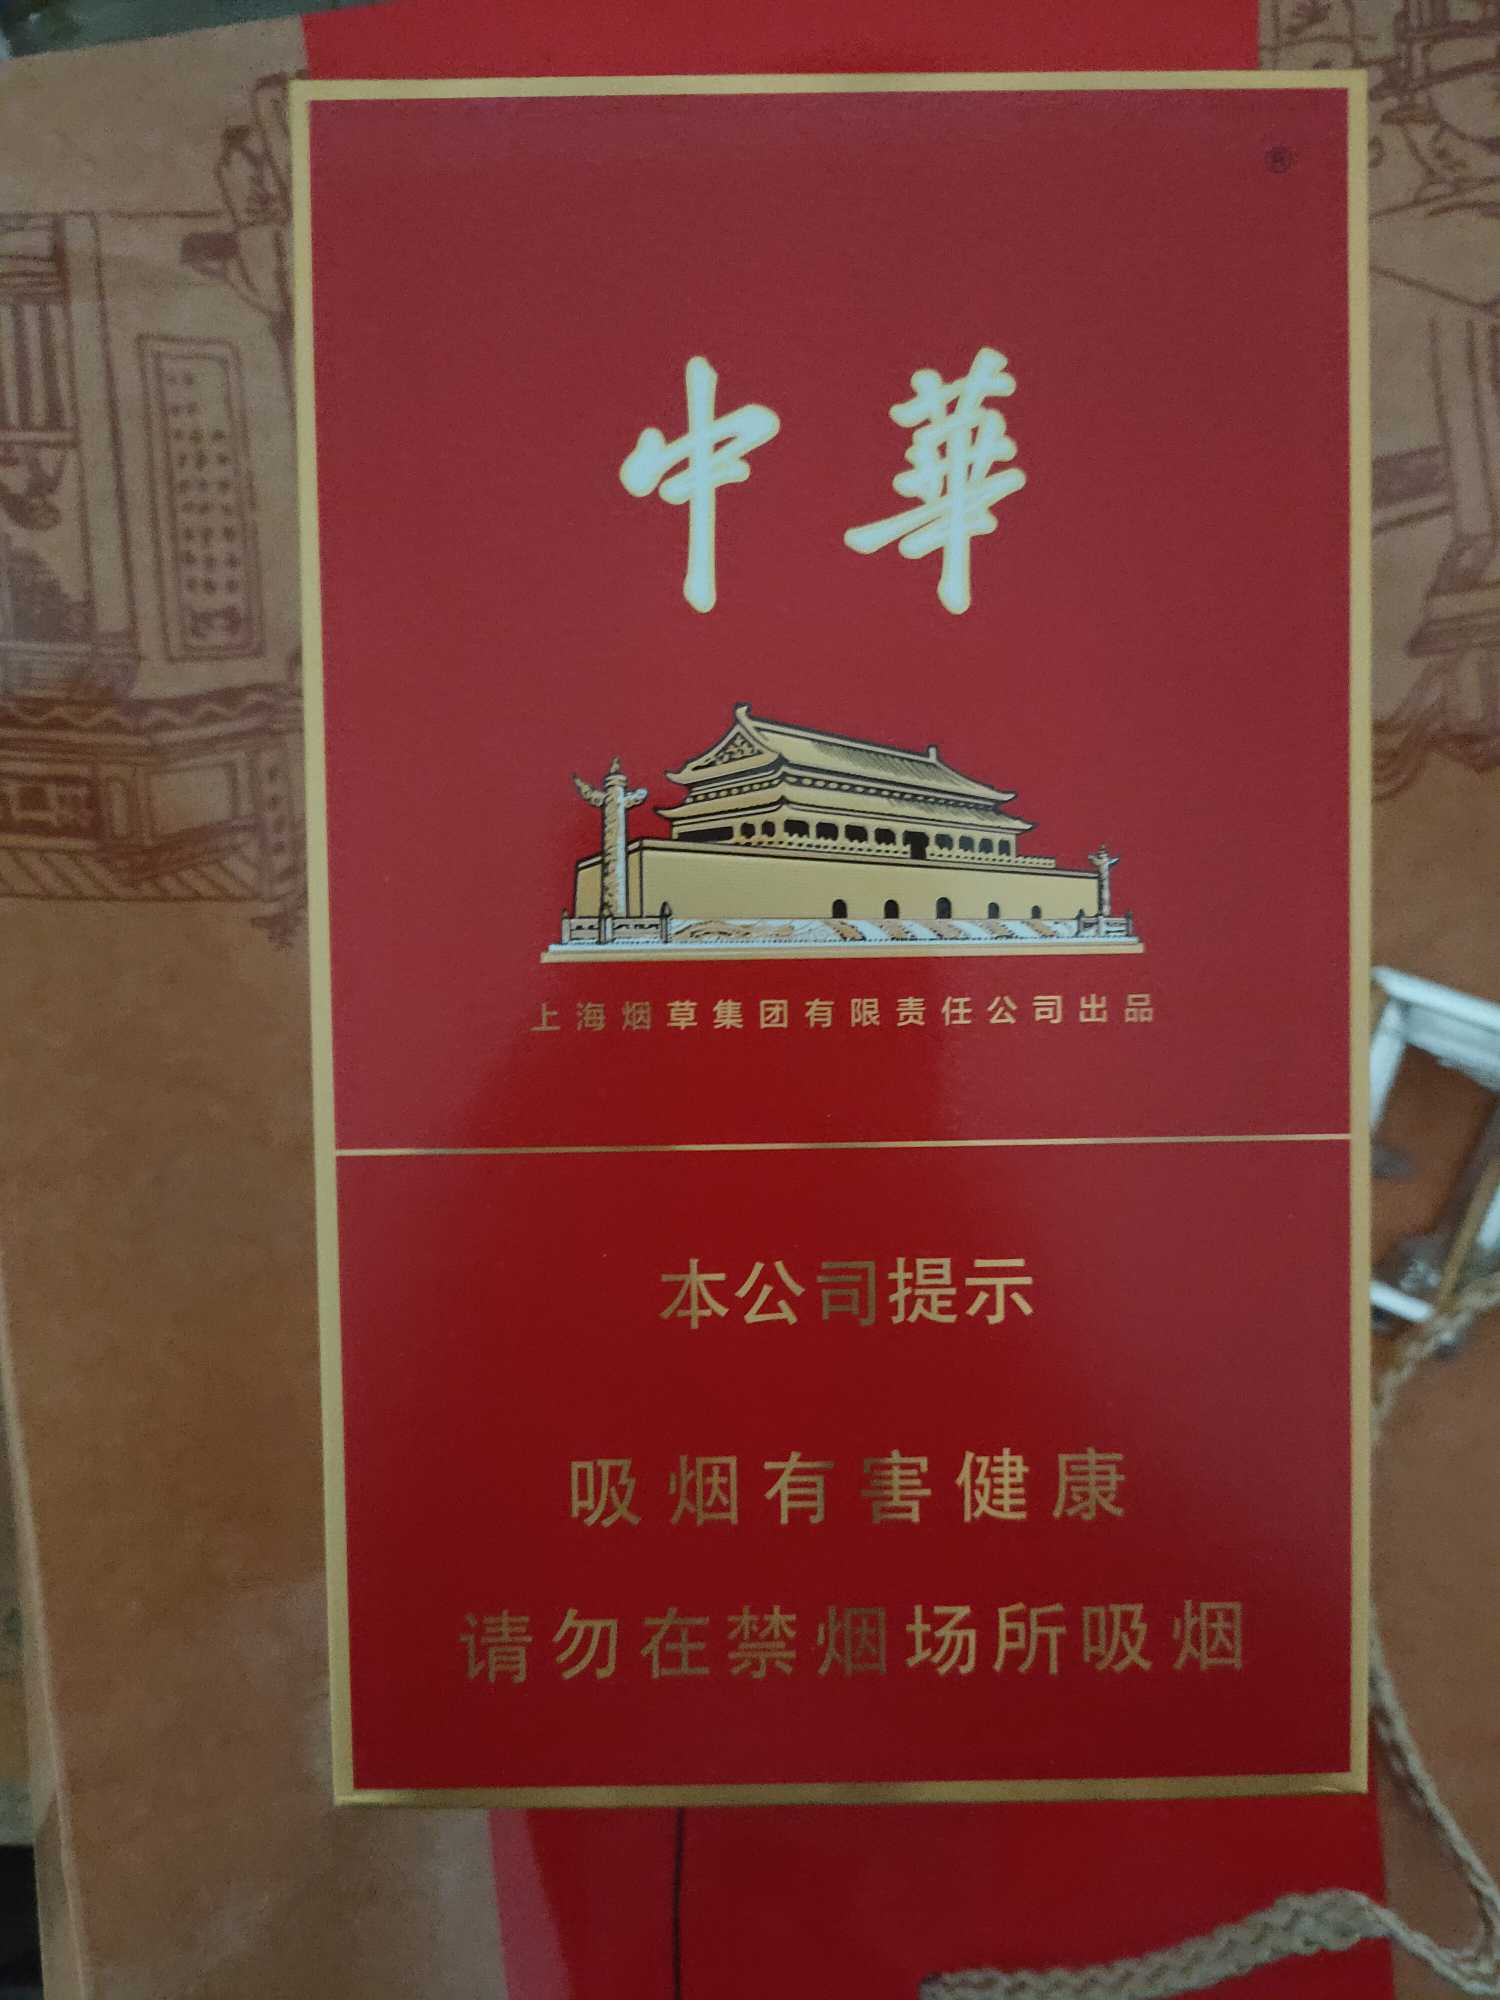 ®
中華
上海烟草集团有限责任公司出品
本公司提示
吸烟有害健康
请勿在禁烟场所吸烟